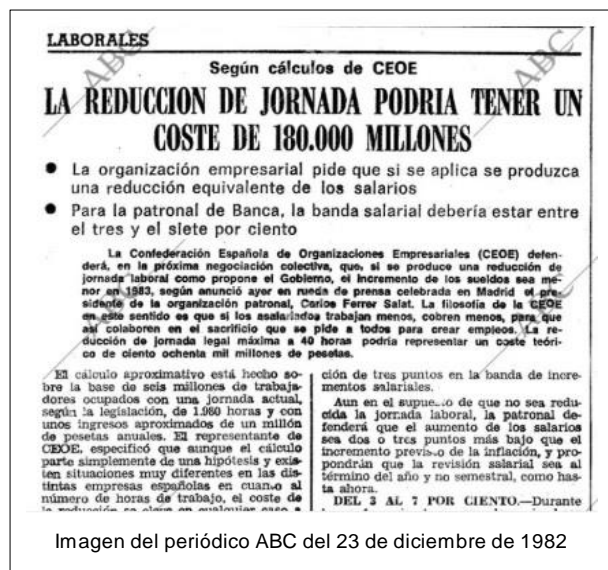 LABORALES
Según cálculos de CEOE
LA REDUCCION DE JORNADA PODRIA TENER UN
COSTE DE 180.000 MILLONES
● La organización empresarial pide que si se aplica se produzca
una reducción equivalente de los salarios
● Para la patronal de Banca, la banda salarial debería estar entre
el tres y el siete por ciento
La Confederación Española de Organizaciones Empresariales (CEOE) defen-
derá, en la próxima negociación colectiva, que, si se produce una reducción de
jornada laboral como propone el Gobierno, el incremento de los sueldos sea me-
nor en 1983, según anunció ayer en rueda de prensa celebrada en Madrid el pre-
sidente de la organización patronal, Carlos Ferrer Salat. La filosofía de la CEOE
en este sentido es que si los asalariados trabajan menos, cobren menos, para que
así colaboren en el sacrificio que se pide a todos para crear empleos. La re-
ducción de jornada legal máxima a 40 horas podría representar un coste teóri-
co de ciento ochenta mil millones de pesetas.
El cálculo aproximativo está hecho so-
bre la base de seis millones de trabaja-
dores ocupados con una jornada actual,
según la legislación, de 1.980 horas y con
unos ingresos aproximados de un millón
de pesetas anuales. El representante de
CEOE, especificó que aunque el cálculo
parte simplemente de una hipótesis y exis-
ten situaciones muy diferentes en las dis-
tintas empresas españolas en cuanto al
número de horas de trabajo, el coste de
la reducción se eleva en cualquier caso a
ción de tres puntos en la banda de incre-
mentos salariales.
Aun en el supuesto de que no sea redu-
cida la jornada laboral, la patronal de-
fenderá que el aumento de los salarios
sea dos o tres puntos más bajo que el
incremento previsto de la inflación, y pro-
pondrán que la revisión salarial sea al
término del año y no semestral, como has-
ta ahora.
DEL 3 AL 7 POR CIENTO.—Durante
ABC
ABC
ABC
ABC
Imagen del periódico ABC del 23 de diciembre de 1982